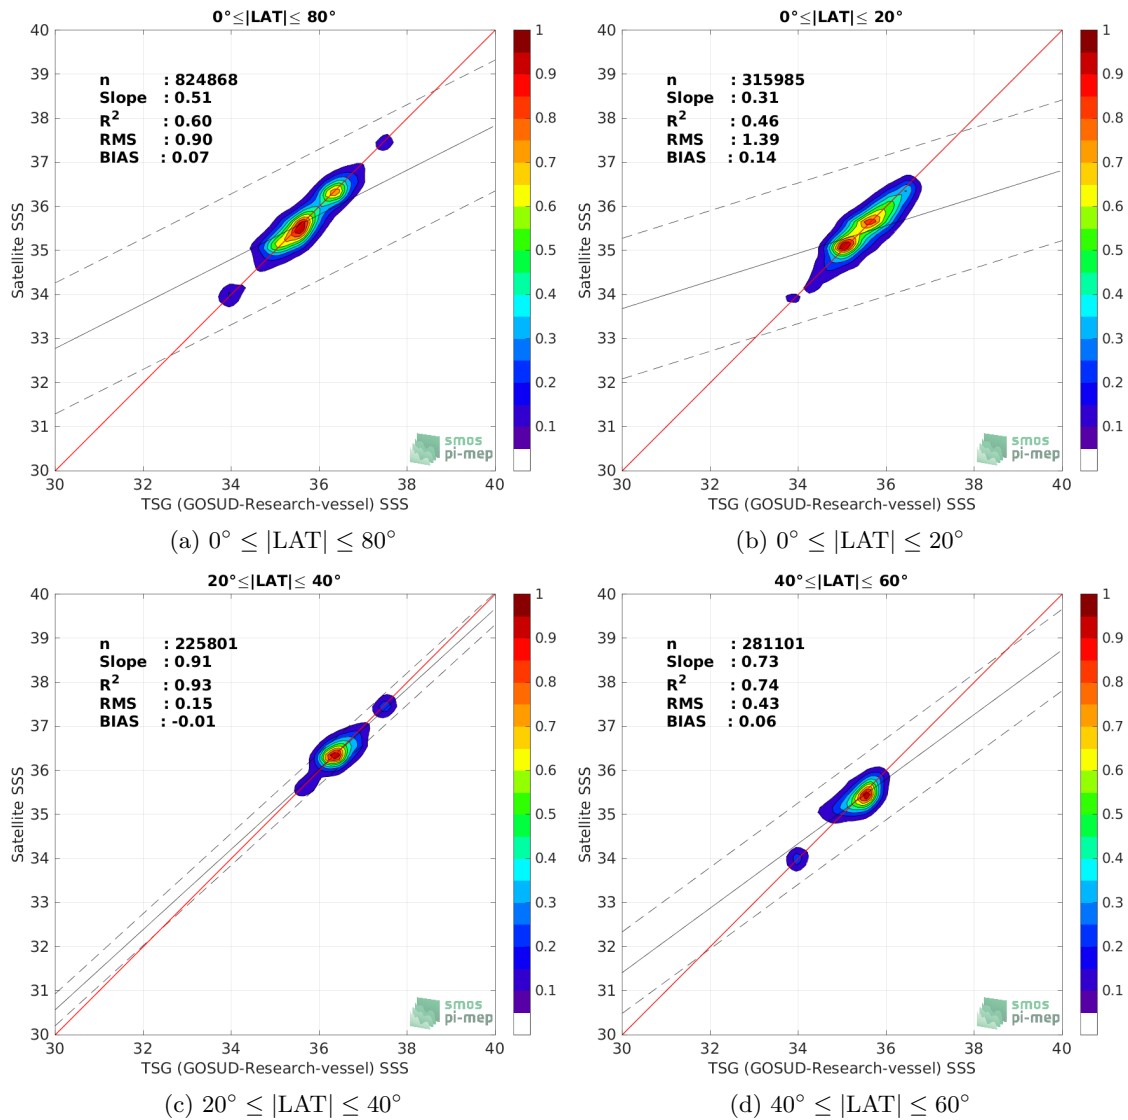 0°≤|LAT|≤ 80°
40
39
38
37
36
35
34
33
32
31
30
Satellite SSS
n : 824868
Slope : 0.51
R² : 0.60
RMS : 0.90
BIAS : 0.07
smos
pi-mep
30 32 34 36 38 40
TSG (GOSUD-Research-vessel) SSS
1
0.9
0.8
0.7
0.6
0.5
0.4
0.3
0.2
0.1
(a) 0° ≤ |LAT| ≤ 80°
0°≤|LAT|≤ 20°
40
39
38
37
36
35
34
33
32
31
30
Satellite SSS
n : 315985
Slope : 0.31
R² : 0.46
RMS : 1.39
BIAS : 0.14
smos
pi-mep
30 32 34 36 38 40
TSG (GOSUD-Research-vessel) SSS
1
0.9
0.8
0.7
0.6
0.5
0.4
0.3
0.2
0.1
(b) 0° ≤ |LAT| ≤ 20°
20°≤|LAT|≤ 40°
40
39
38
37
36
35
34
33
32
31
30
Satellite SSS
n : 225801
Slope : 0.91
R² : 0.93
RMS : 0.15
BIAS : -0.01
smos
pi-mep
30 32 34 36 38 40
TSG (GOSUD-Research-vessel) SSS
1
0.9
0.8
0.7
0.6
0.5
0.4
0.3
0.2
0.1
(c) 20° ≤ |LAT| ≤ 40°
40°≤|LAT|≤ 60°
40
39
38
37
36
35
34
33
32
31
30
Satellite SSS
n : 281101
Slope : 0.73
R² : 0.74
RMS : 0.43
BIAS : 0.06
smos
pi-mep
30 32 34 36 38 40
TSG (GOSUD-Research-vessel) SSS
1
0.9
0.8
0.7
0.6
0.5
0.4
0.3
0.2
0.1
(d) 40° ≤ |LAT| ≤ 60°